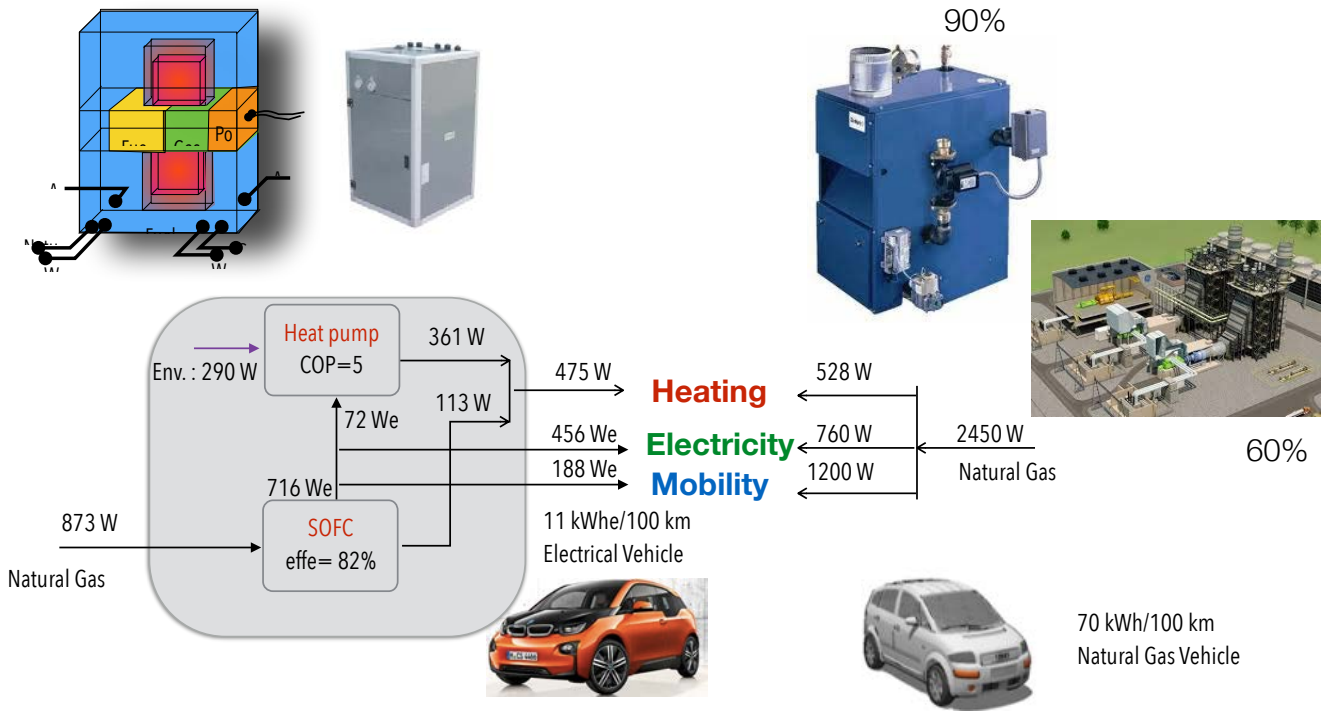 90%
Po
Heat pump
COP=5
361 W
Env. : 290 W
475 W
Heating
528 W
113 W
72 We
456 We
Electricity
760 W
2450 W
60%
188 We
Mobility
1200 W
Natural Gas
716 We
873 W
SOFC
effe= 82%
11 kWhe/100 km
Electrical Vehicle
Natural Gas
70 kWh/100 km
Natural Gas Vehicle